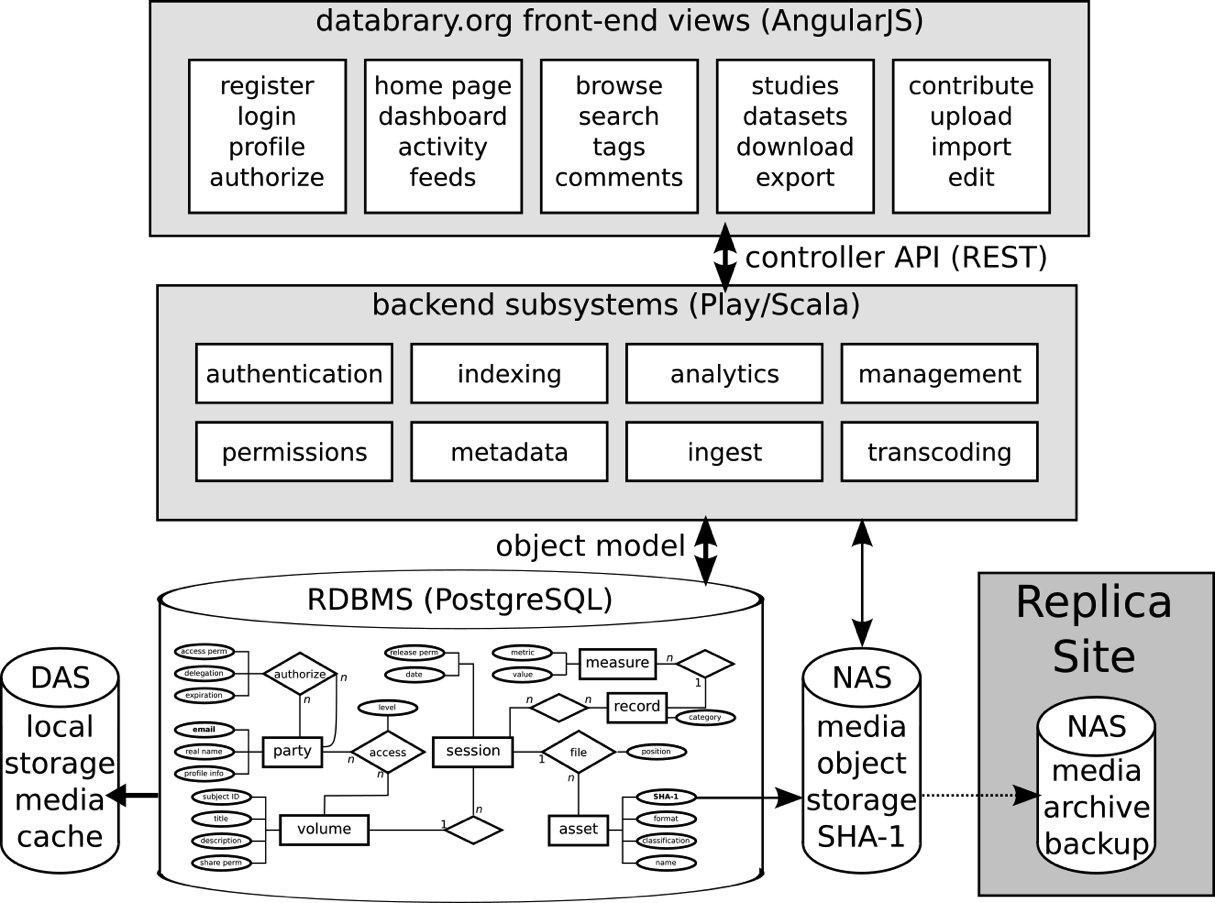 databrary.org front-end views (AngularJS)
register
login
profile
authorize
home page
dashboard
activity
feeds
browse
search
tags
comments
studies
datasets
download
export
contribute
upload
import
edit
controller API (REST)
backend subsystems (Play/Scala)
authentication
indexing
analytics
management
permissions
metadata
ingest
transcoding
object model
RDBMS (PostgreSQL)
access perm
delegation
expiration
authorize
n
n
email
real name
profile info
party
n
level
access
n
subject ID
title
description
share perm
volume
1
n
release perm
date
session
metric
value
measure
n
1
n
n
record
category
1
file
n
position
asset
SHA-1
format
classification
name
DAS
local
storage
media
cache
NAS
media
object
storage
SHA-1
Replica
Site
NAS
media
archive
backup